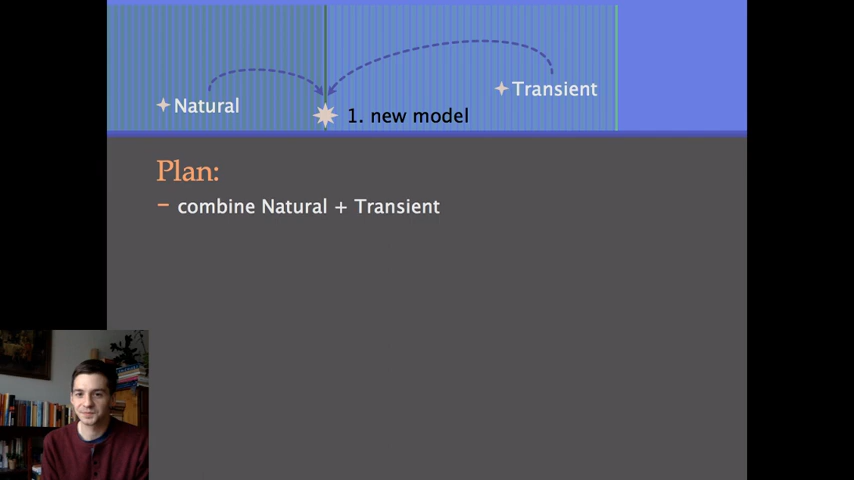 Transient
Natural
1. new model
Plan:
– combine Natural + Transient